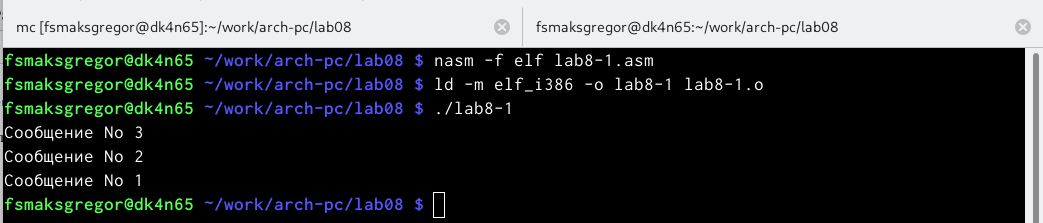 mc [fsmaksgregor@dk4n65]:~/work/arch-pc/lab08
fsmaksgregor@dk4n65:~/work/arch-pc/lab08
fsmaksgregor@dk4n65 ~/work/arch-pc/lab08 $ nasm -f elf lab8-1.asm
fsmaksgregor@dk4n65 ~/work/arch-pc/lab08 $ ld -m elf_i386 -o lab8-1 lab8-1.o
fsmaksgregor@dk4n65 ~/work/arch-pc/lab08 $ ./lab8-1
Сообщение No 3
Сообщение No 2
Сообщение No 1
fsmaksgregor@dk4n65 ~/work/arch-pc/lab08 $